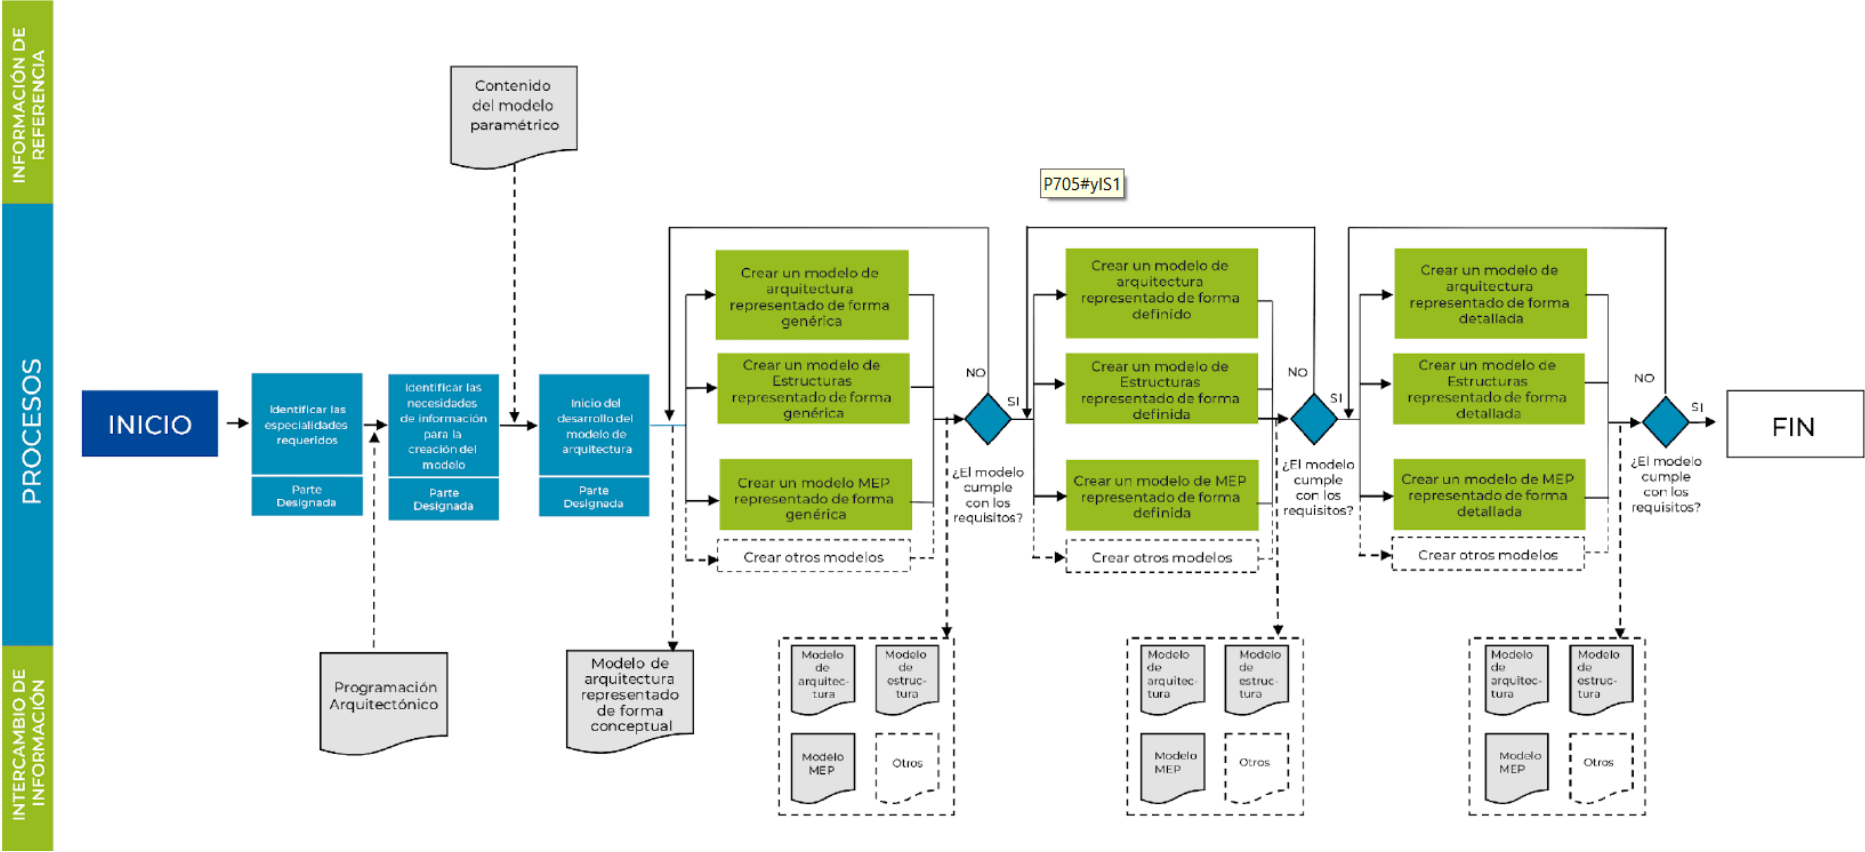 INFORMACIÓN DE
REFERENCIA
Contenido
del modelo
paramétrico
P705#yIS1
PROCESOS
INICIO
Identificar las
especialidades
requeridos
Parte
Designada
Identificar las
necesidades
de información
para la
creación del
modelo
Parte
Designada
Inicio del
desarrollo del
modelo de
arquitectura
Parte
Designada
Crear un modelo de
arquitectura
representado de forma
genérica
Crear un modelo de
Estructuras
representado de forma
genérica
Crear un modelo MEP
representado de forma
genérica
Crear otros modelos
NO
SI
¿El modelo
cumple
con los
requisitos?
Crear un modelo de
arquitectura
representado de forma
definido
Crear un modelo de
Estructuras
representado de forma
definida
Crear un modelo de MEP
representado de forma
definida
Crear otros modelos
NO
SI
¿El modelo
cumple
con los
requisitos?
Crear un modelo de
arquitectura
representado de forma
detallada
Crear un modelo de
Estructuras
representado de forma
detallada
Crear un modelo de MEP
representado de forma
detallada
Crear otros modelos
NO
SI
¿El modelo
cumple
con los
requisitos?
FIN
INTERCAMBIO DE
INFORMACIÓN
Programación
Arquitectónico
Modelo de
arquitectura
representado
de forma
conceptual
Modelo
de
arquitec-
tura
Modelo
de
estruc-
tura
Modelo
MEP
Otros
Modelo
de
arquitec-
tura
Modelo
de
estruc-
tura
Modelo
MEP
Otros
Modelo
de
arquitec-
tura
Modelo
de
estruc-
tura
Modelo
MEP
Otros